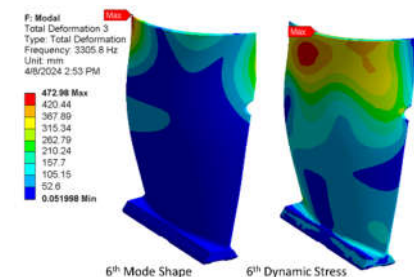 F: Modal
Total Deformation 3
Type: Total Deformation
Frequency: 3305.8 Hz
Unit: mm
4/8/2024 2:53 PM
472.98 Max
420.44
367.89
315.34
262.79
210.24
157.7
105.15
52.6
0.051998 Min
Max
Max
6th Mode Shape
6th Dynamic Stress